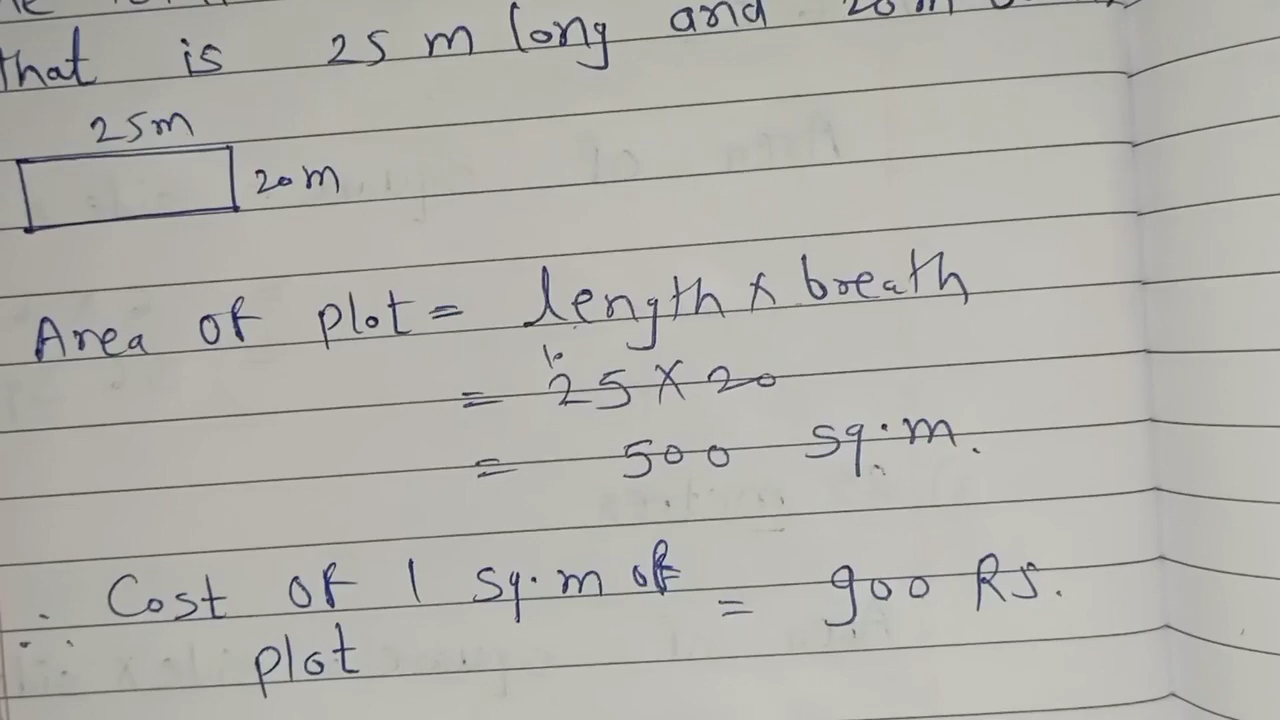 that is 25 m long and 20 m
25m
20m
Area of plot = length x breath
= 25 X 20
= 500 sq.m.
∴ Cost of 1 sq.m of = 900 RS.
plot